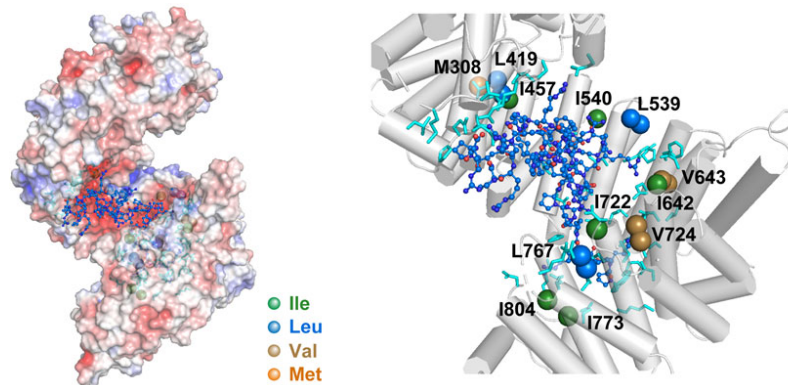 Ile
Leu
Val
Met
M308
L419
I457
I540
L539
V643
I722
I642
V724
L767
I804
I773